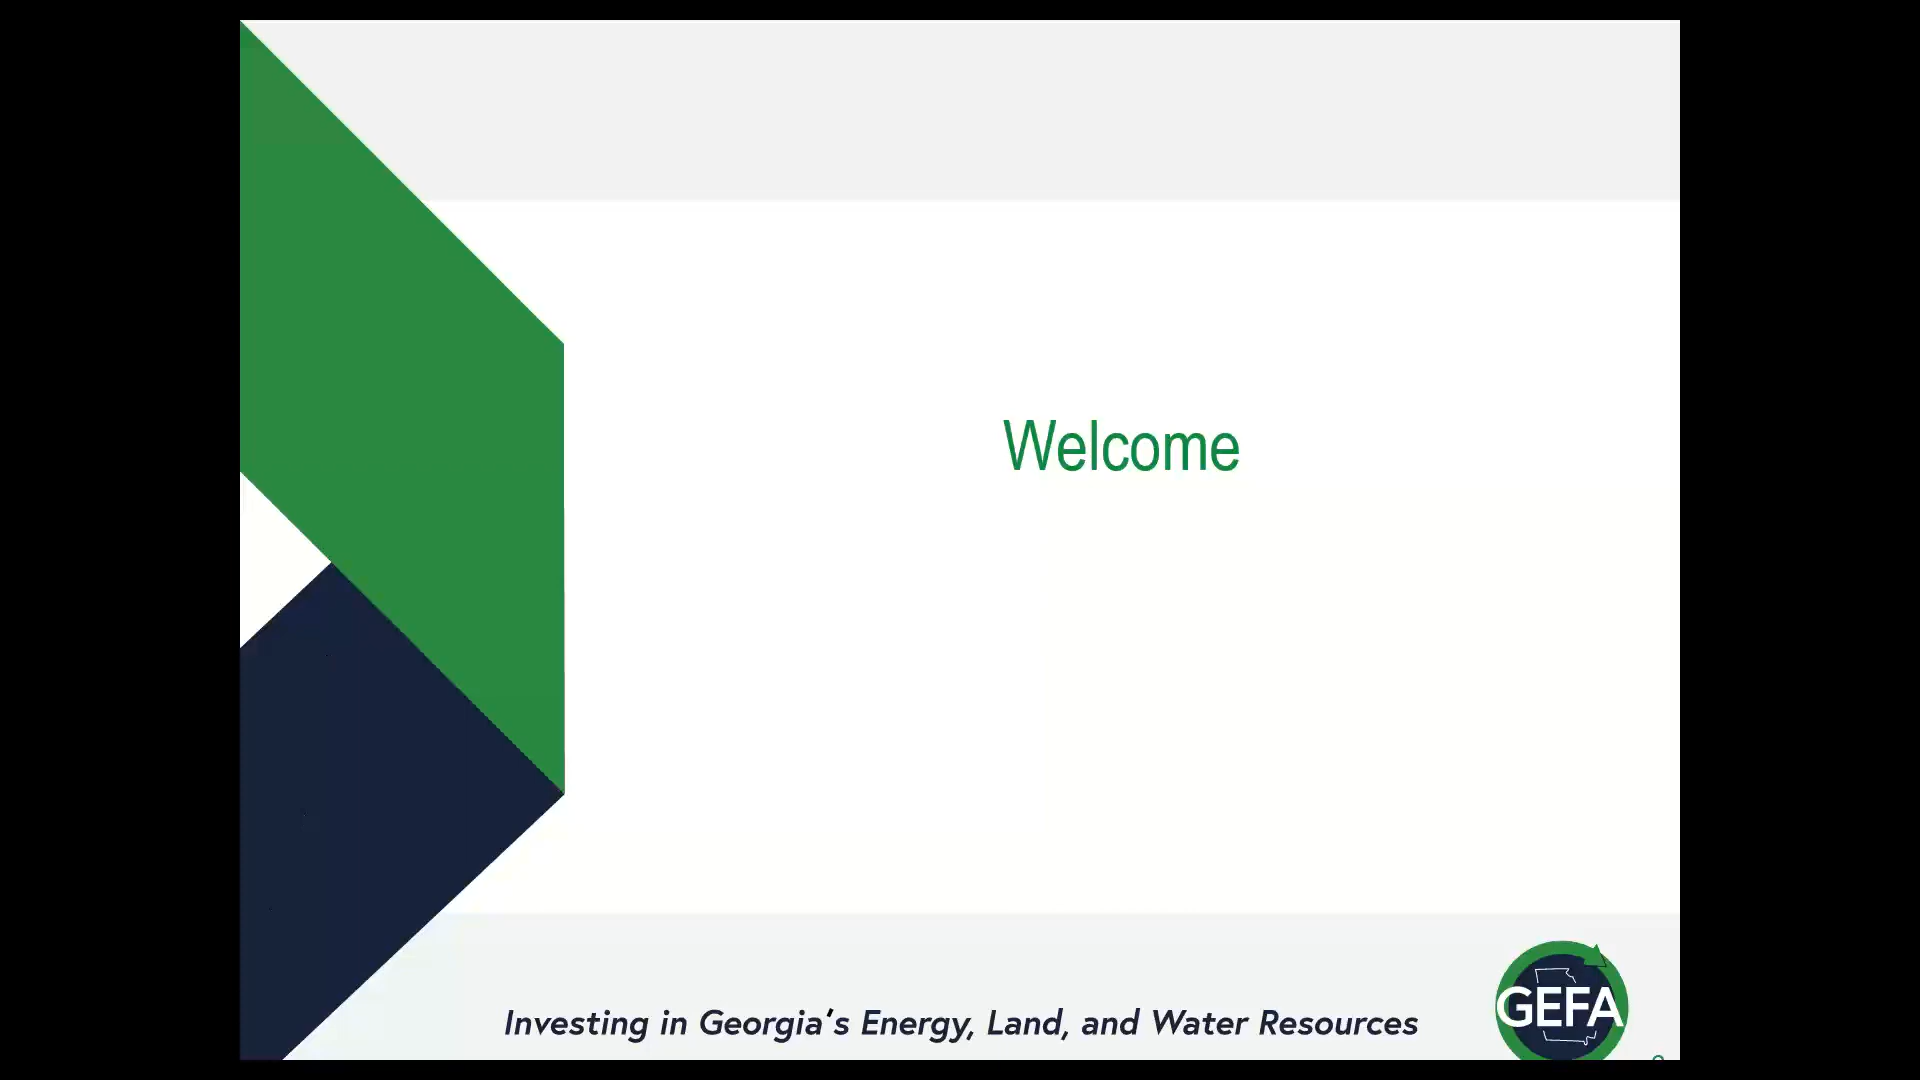 Welcome
Investing in Georgia's Energy, Land, and Water Resources
GEFA